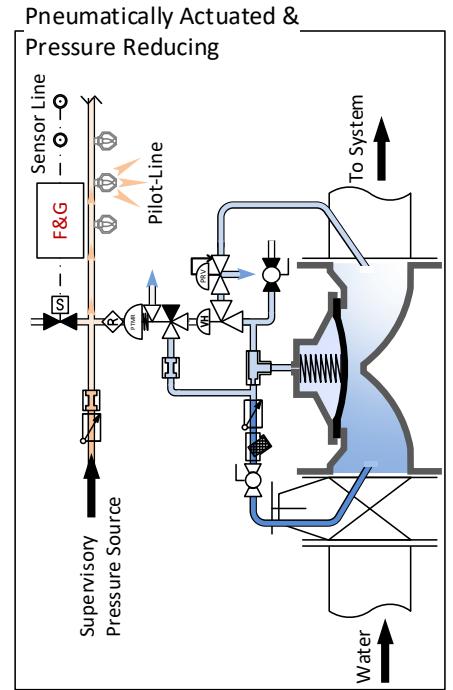 Pneumatically Actuated &
Pressure Reducing
Sensor Line
F&G
Pilot-Line
To System
S
R
PTMR
PRV
VH
Supervisory
Pressure Source
Water